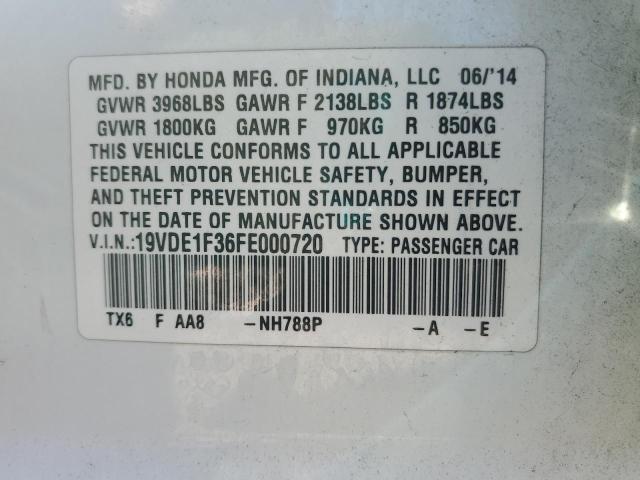 MFD. BY HONDA MFG. OF INDIANA, LLC 06/'14
GVWR 3968LBS GAWR F 2138LBS R 1874LBS
GVWR 1800KG GAWR F 970KG R 850KG
THIS VEHICLE CONFORMS TO ALL APPLICABLE
FEDERAL MOTOR VEHICLE SAFETY, BUMPER,
AND THEFT PREVENTION STANDARDS IN EFFECT
ON THE DATE OF MANUFACTURE SHOWN ABOVE.
V.I.N.:19VDE1F36FE000720 TYPE: PASSENGER CAR
TX6 F AA8 -NH788P -A -E